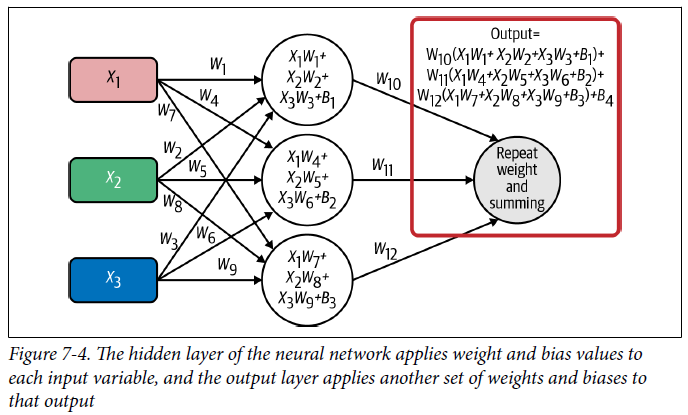 Output=
W10(X1W1+ X2W2+X3W3+B1)+
W11(X1W4+X2W5+X3W6+B2)+
W12(X1W7+X2W8+X3W9+B3)+B4
X1
X2
X3
W1
W4
W7
W2
W5
W8
W3
W6
W9
X1W1+
X2W2+
X3W3+B1
X1W4+
X2W5+
X3W6+B2
X1W7+
X2W8+
X3W9+B3
W10
W11
W12
Repeat
weight
and
summing
Figure 7-4. The hidden layer of the neural network applies weight and bias values to
each input variable, and the output layer applies another set of weights and biases to
that output